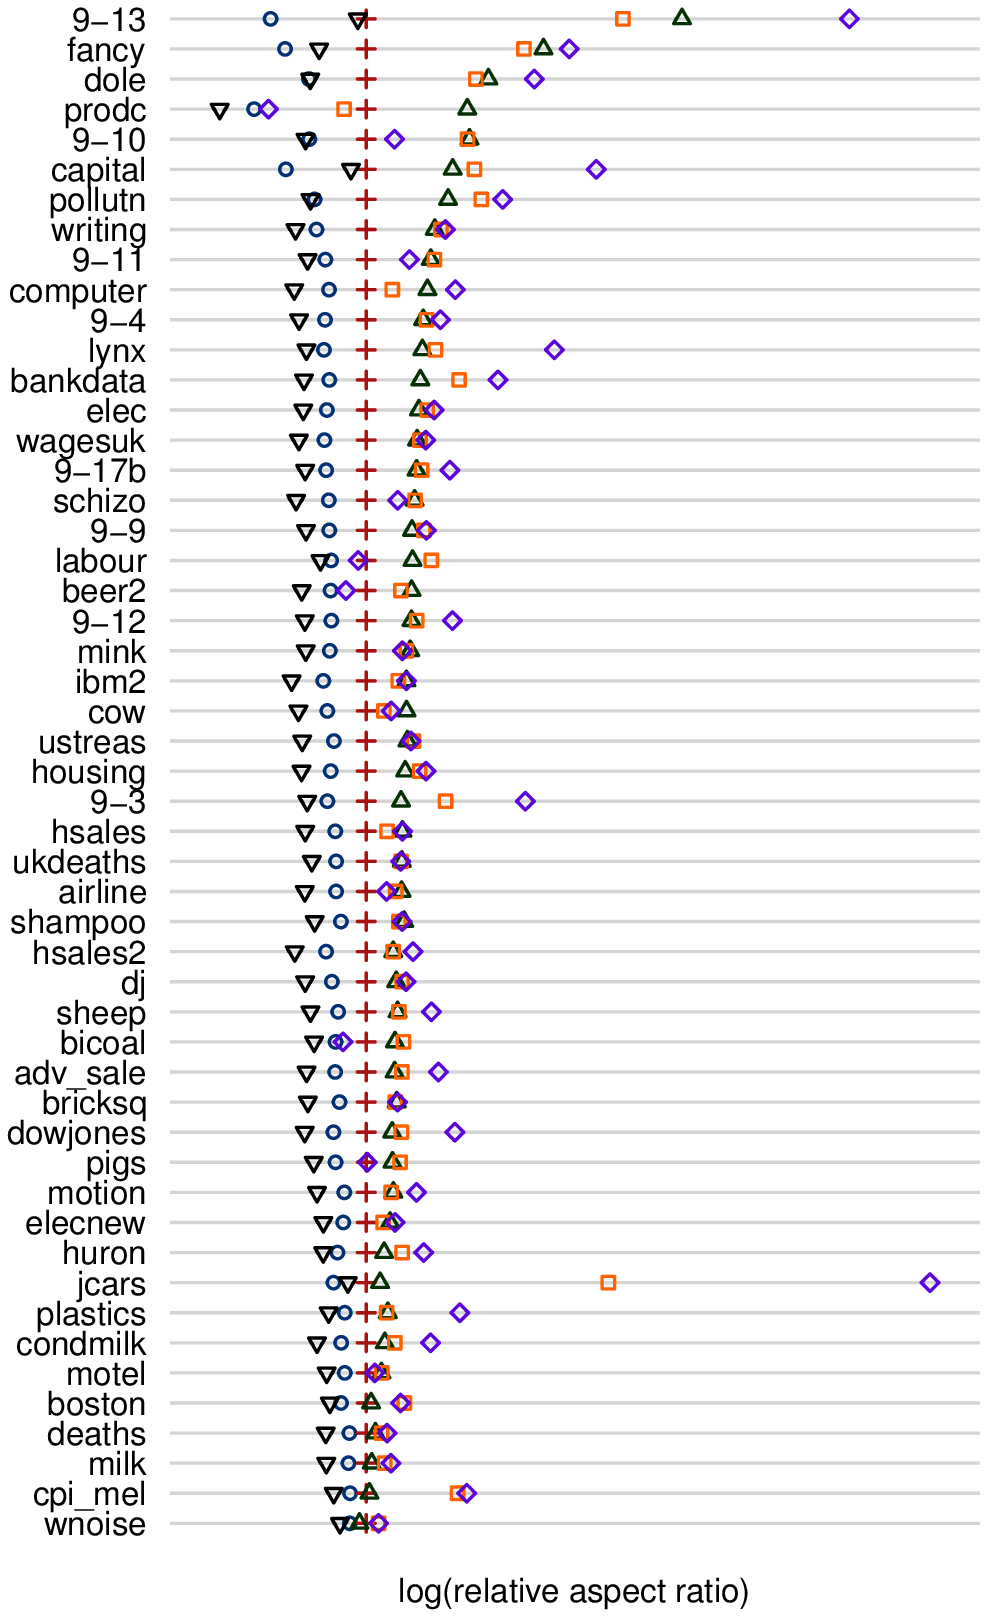 9−13
fancy
dole
prodc
9−10
capital
pollutn
writing
9−11
computer
9−4
lynx
bankdata
elec
wagesuk
9−17b
schizo
9−9
labour
beer2
9−12
mink
ibm2
cow
ustreas
housing
9−3
hsales
ukdeaths
airline
shampoo
hsales2
dj
sheep
bicoal
adv_sale
bricksq
dowjones
pigs
motion
elecnew
huron
jcars
plastics
condmilk
motel
boston
deaths
milk
cpi_mel
wnoise
log(relative aspect ratio)